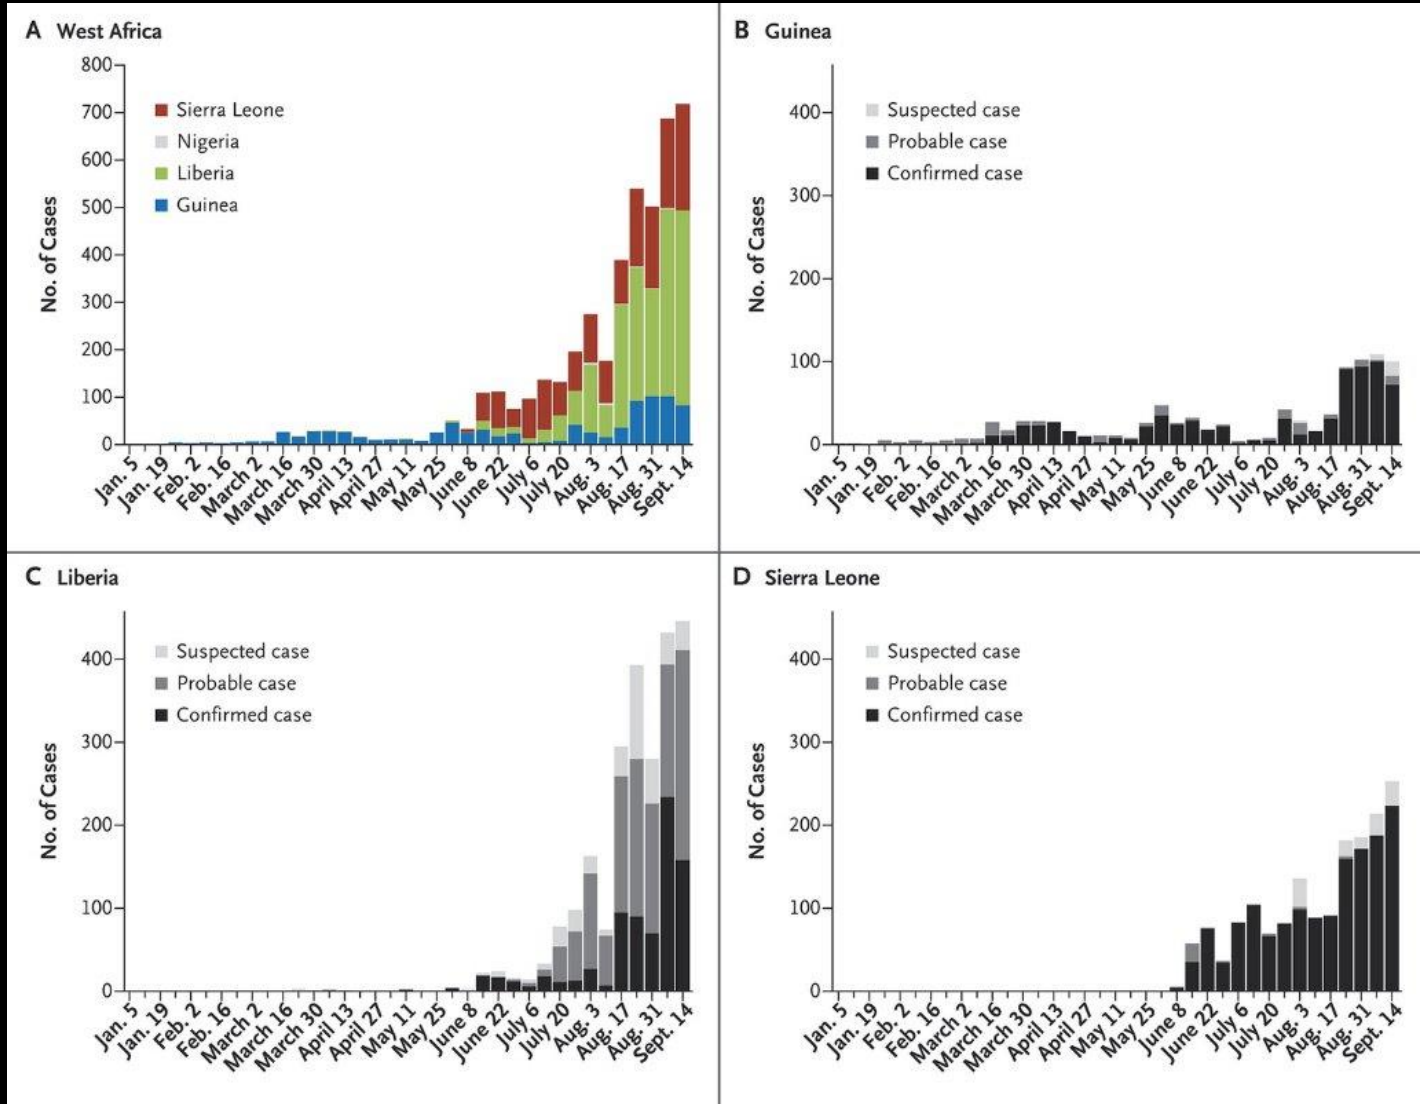 A West Africa
800
700
600
500
400
300
200
100
0
No. of Cases
Sierra Leone
Nigeria
Liberia
Guinea
Jan. 5
Jan. 19
Feb. 2
Feb. 16
March 2
March 16
March 30
April 13
April 27
May 11
May 25
June 8
June 22
July 6
July 20
Aug. 3
Aug. 17
Aug. 31
Sept. 14
B Guinea
400
300
200
100
0
No. of Cases
Suspected case
Probable case
Confirmed case
Jan. 5
Jan. 19
Feb. 2
Feb. 16
March 2
March 16
March 30
April 13
April 27
May 11
May 25
June 8
June 22
July 6
July 20
Aug. 3
Aug. 17
Aug. 31
Sept. 14
C Liberia
400
300
200
100
0
No. of Cases
Suspected case
Probable case
Confirmed case
Jan. 5
Jan. 19
Feb. 2
Feb. 16
March 2
March 16
March 30
April 13
April 27
May 11
May 25
June 8
June 22
July 6
July 20
Aug. 3
Aug. 17
Aug. 31
Sept. 14
D Sierra Leone
400
300
200
100
0
No. of Cases
Suspected case
Probable case
Confirmed case
Jan. 5
Jan. 19
Feb. 2
Feb. 16
March 2
March 16
March 30
April 13
April 27
May 11
May 25
June 8
June 22
July 6
July 20
Aug. 3
Aug. 17
Aug. 31
Sept. 14